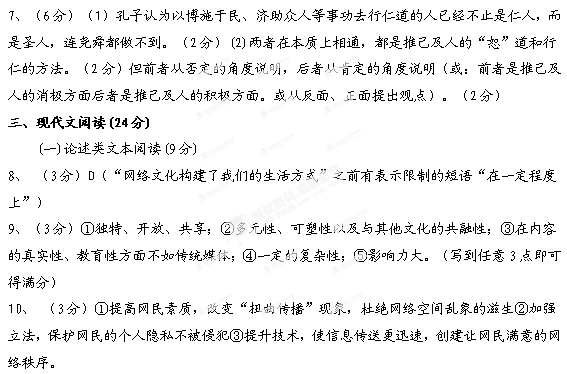 7、（6分）（1）孔子认为以博施于民、济助众人等事功去行仁道的人已经不止是仁人，而
是圣人，连尧舜都做不到。（2分）(2)两者在本质上相通，都是推己及人的“恕”道和行
仁的方法。（2分）但前者从否定的角度说明，后者从肯定的角度说明（或：前者是推己及
人的消极方面后者是推己及人的积极方面。或从反面、正面提出观点）。（2分）
三、现代文阅读(24分)
(一)论述类文本阅读(9分)
8、（3分）D（“网络文化构建了我们的生活方式”之前有表示限制的短语“在一定程度
上”）
9、（3分）①独特、开放、共享；②多元性、可塑性以及与其他文化的共融性；③在内容
的真实性、教育性方面不如传统媒体；④一定的复杂性；⑤影响力大。（写到任意3点即可
得满分）
10、（3分）①提高网民素质，改变“扭曲传播”现象，杜绝网络空间乱象的滋生②加强
立法，保护网民的个人隐私不被侵犯③提升技术，使信息传送更迅速，创建让网民满意的网
络秩序。